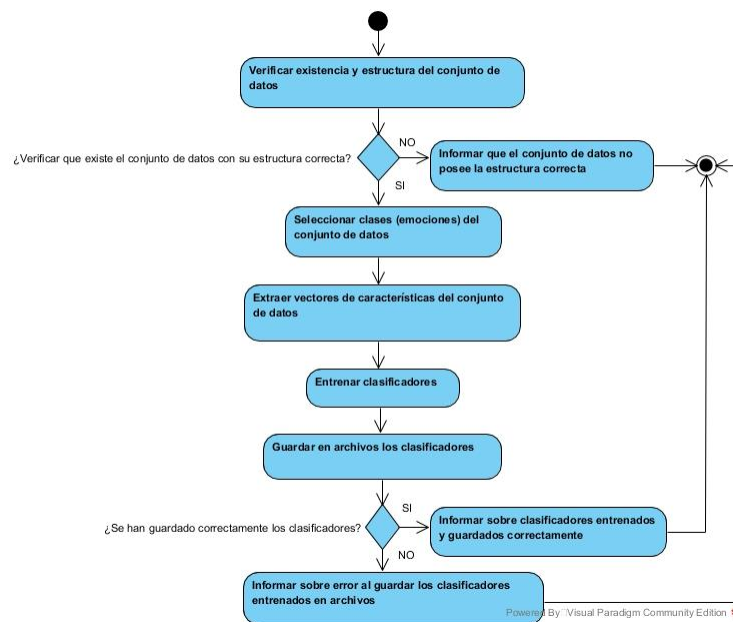 Verificar existencia y estructura del conjunto de
datos
¿Verificar que existe el conjunto de datos con su estructura correcta?
NO
Informar que el conjunto de datos no
posee la estructura correcta
SI
Seleccionar clases (emociones) del
conjunto de datos
Extraer vectores de características del conjunto
de datos
Entrenar clasificadores
Guardar en archivos los clasificadores
¿Se han guardado correctamente los clasificadores?
SI
Informar sobre clasificadores entrenados
y guardados correctamente
NO
Informar sobre error al guardar los clasificadores
entrenados en archivos
Powered By Visual Paradigm Community Edition